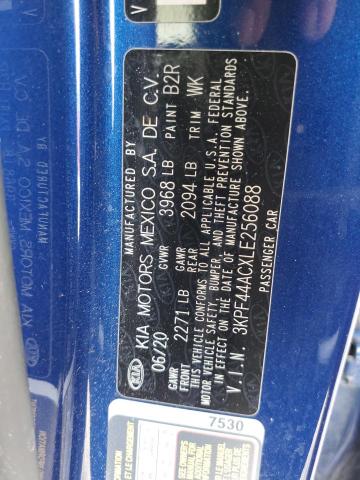 MANUFACTURED BY
KIA KIA MOTORS MEXICO S.A. DE C.V.
06/20 GVWR 3968 LB PAINT B2R
GAWR FRONT 2271 LB GAWR REAR 2094 LB TRIM WK
THIS VEHICLE CONFORMS TO ALL APPLICABLE U.S.A. FEDERAL
MOTOR VEHICLE SAFETY, BUMPER, AND THEFT PREVENTION STANDARDS
IN EFFECT ON THE DATE OF MANUFACTURE SHOWN ABOVE.
V.I.N. 3KPF44ACXLE256088
PASSENGER CAR
7530